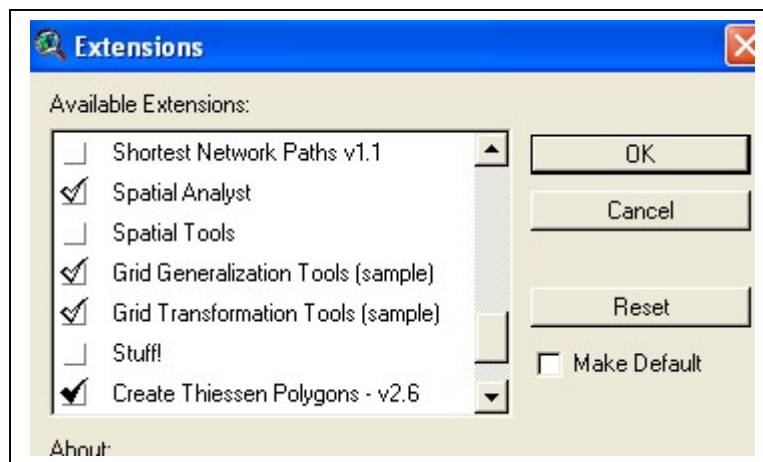 Extensions
Available Extensions:
Shortest Network Paths v1.1
Spatial Analyst
Spatial Tools
Grid Generalization Tools (sample)
Grid Transformation Tools (sample)
Stuff!
Create Thiessen Polygons - v2.6
OK
Cancel
Reset
Make Default
About: